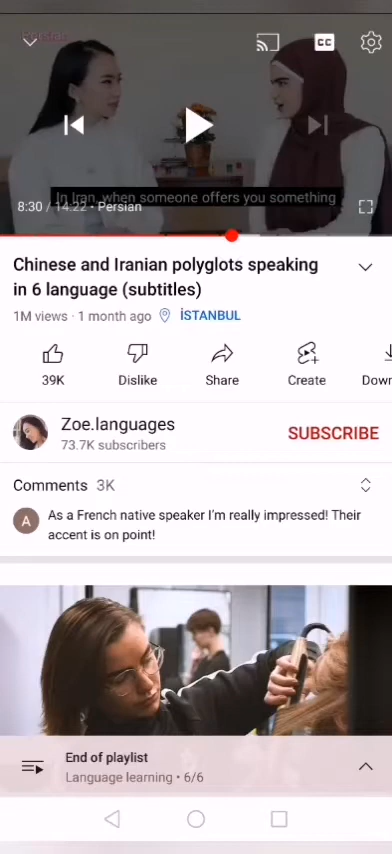 CC
In Iran, when someone offers you something
8:30 / 14:22 • Persian
Chinese and Iranian polyglots speaking
in 6 language (subtitles)
1M views · 1 month ago İSTANBUL
39K Dislike Share Create Down
Zoe.languages
73.7K subscribers
SUBSCRIBE
Comments 3K
A
As a French native speaker I'm really impressed! Their
accent is on point!
End of playlist
Language learning • 6/6